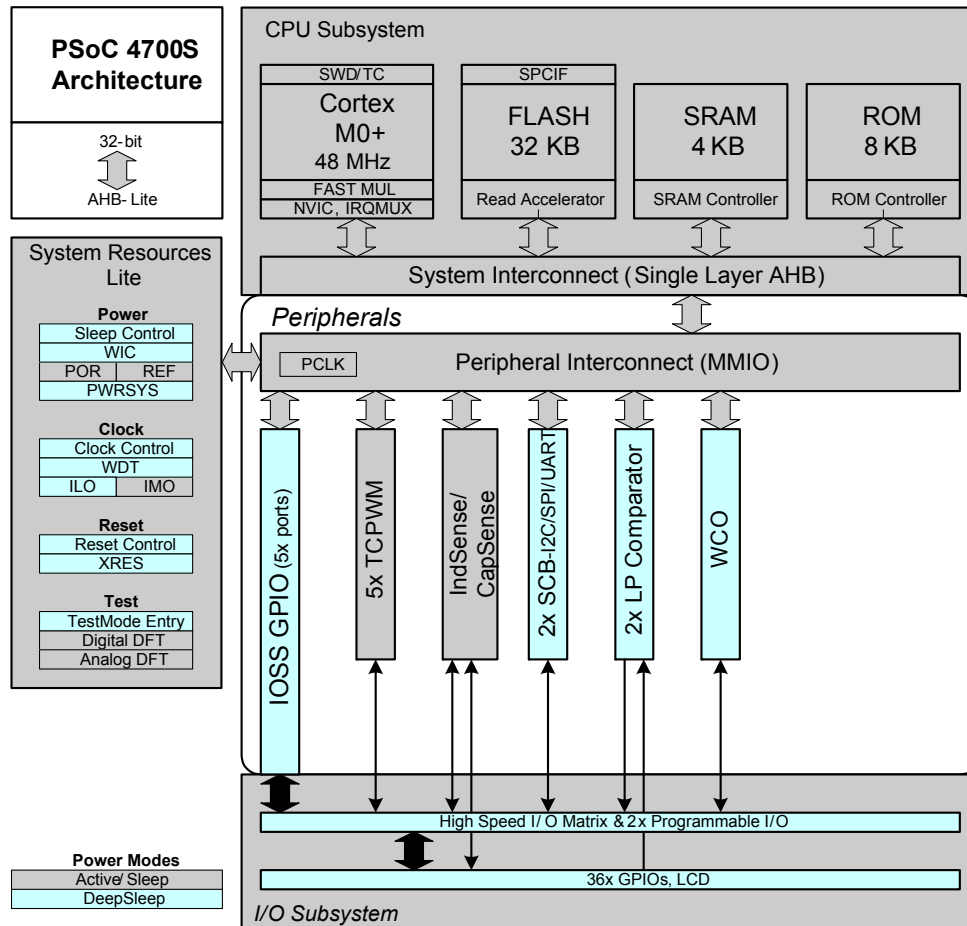 PSoC 4700S
Architecture
32-bit
AHB- Lite
CPU Subsystem
SWD/TC
Cortex
M0+
48 MHz
FAST MUL
NVIC, IRQMUX
SPCIF
FLASH
32 KB
Read Accelerator
SRAM
4 KB
SRAM Controller
ROM
8 KB
ROM Controller
System Interconnect (Single Layer AHB)
System Resources
Lite
Power
Sleep Control
WIC
POR REF
PWRSYS
Clock
Clock Control
WDT
ILO IMO
Reset
Reset Control
XRES
Test
TestMode Entry
Digital DFT
Analog DFT
Peripherals
PCLK
Peripheral Interconnect (MMIO)
IOSS GPIO (5x ports)
5x TCPWM
IndSense/
CapSense
2x SCB-I2C/SPI/UART
2x LP Comparator
WCO
High Speed I/O Matrix & 2x Programmable I/O
36x GPIOs, LCD
I/O Subsystem
Power Modes
Active/Sleep
DeepSleep